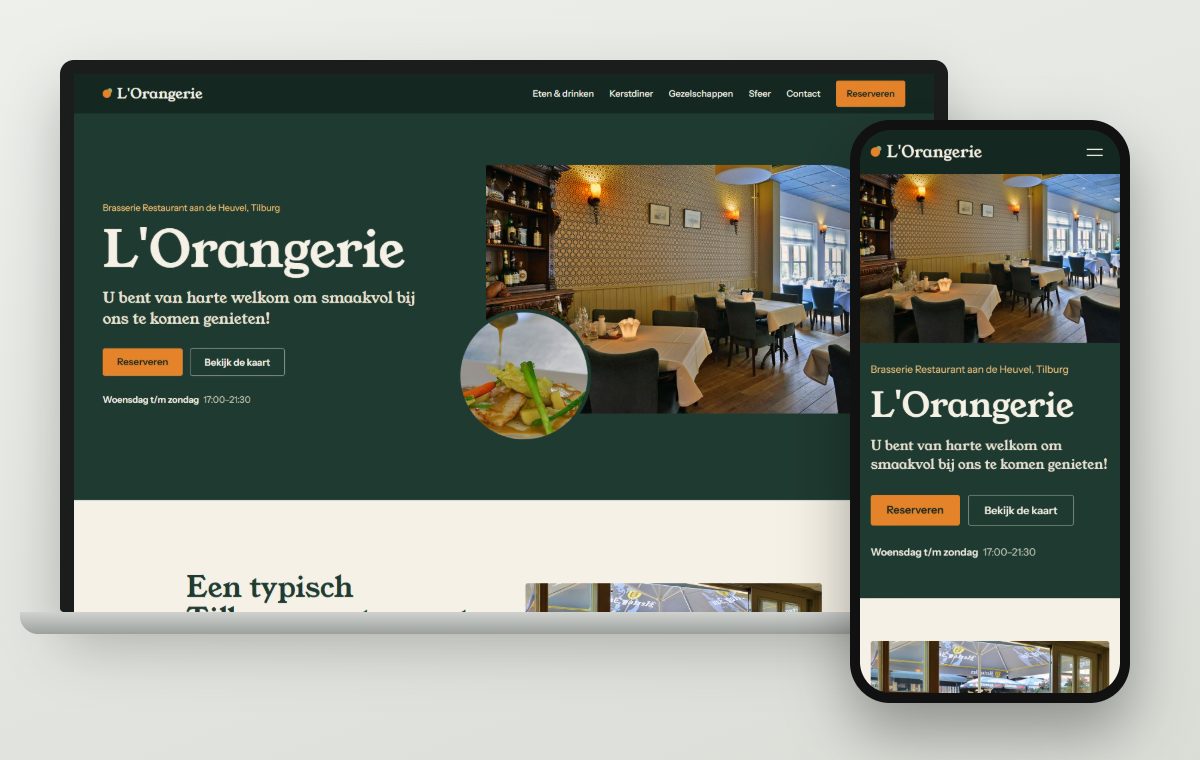 L'Orangerie
Eten & drinken Kerstdiner Gezelschappen Sfeer Contact Reserveren
Brasserie Restaurant aan de Heuvel, Tilburg
L'Orangerie
U bent van harte welkom om smaakvol bij
ons te komen genieten!
Reserveren Bekijk de kaart
Woensdag t/m zondag 17:00–21:30
Een typisch
L'Orangerie
Brasserie Restaurant aan de Heuvel, Tilburg
L'Orangerie
U bent van harte welkom om
smaakvol bij ons te komen genieten!
Reserveren Bekijk de kaart
Woensdag t/m zondag 17:00–21:30